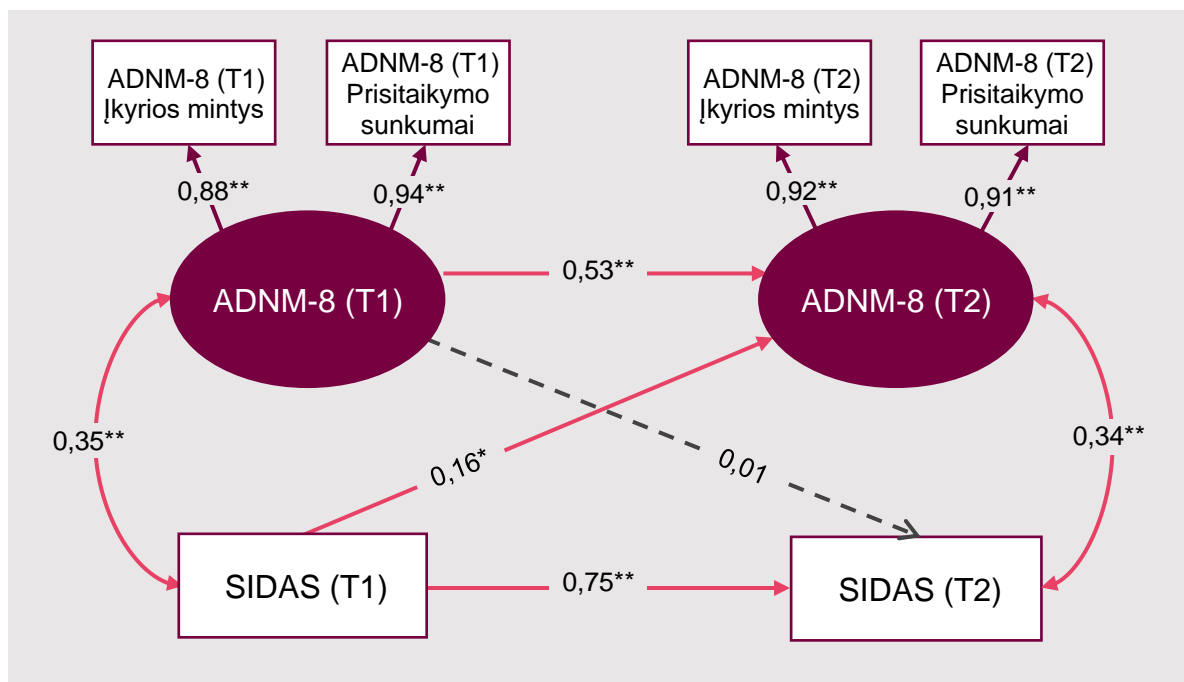 ADNM-8 (T1)
Įkyrios mintys
ADNM-8 (T1)
Prisitaikymo
sunkumai
ADNM-8 (T2)
Įkyrios mintys
ADNM-8 (T2)
Prisitaikymo
sunkumai
0,88**
0,94**
0,92**
0,91**
ADNM-8 (T1)
0,53**
ADNM-8 (T2)
0,35**
0,16*
0,01
0,34**
SIDAS (T1)
0,75**
SIDAS (T2)